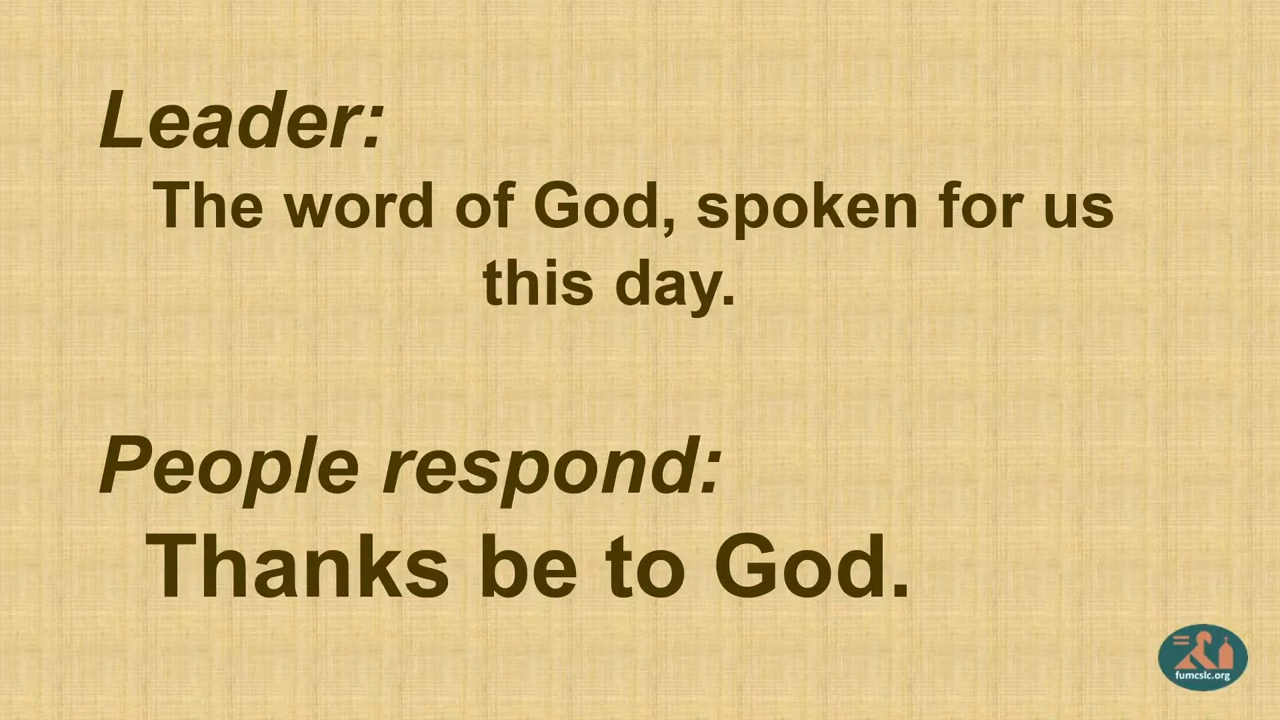 Leader:
The word of God, spoken for us
this day.
People respond:
Thanks be to God.
fumcslc.org